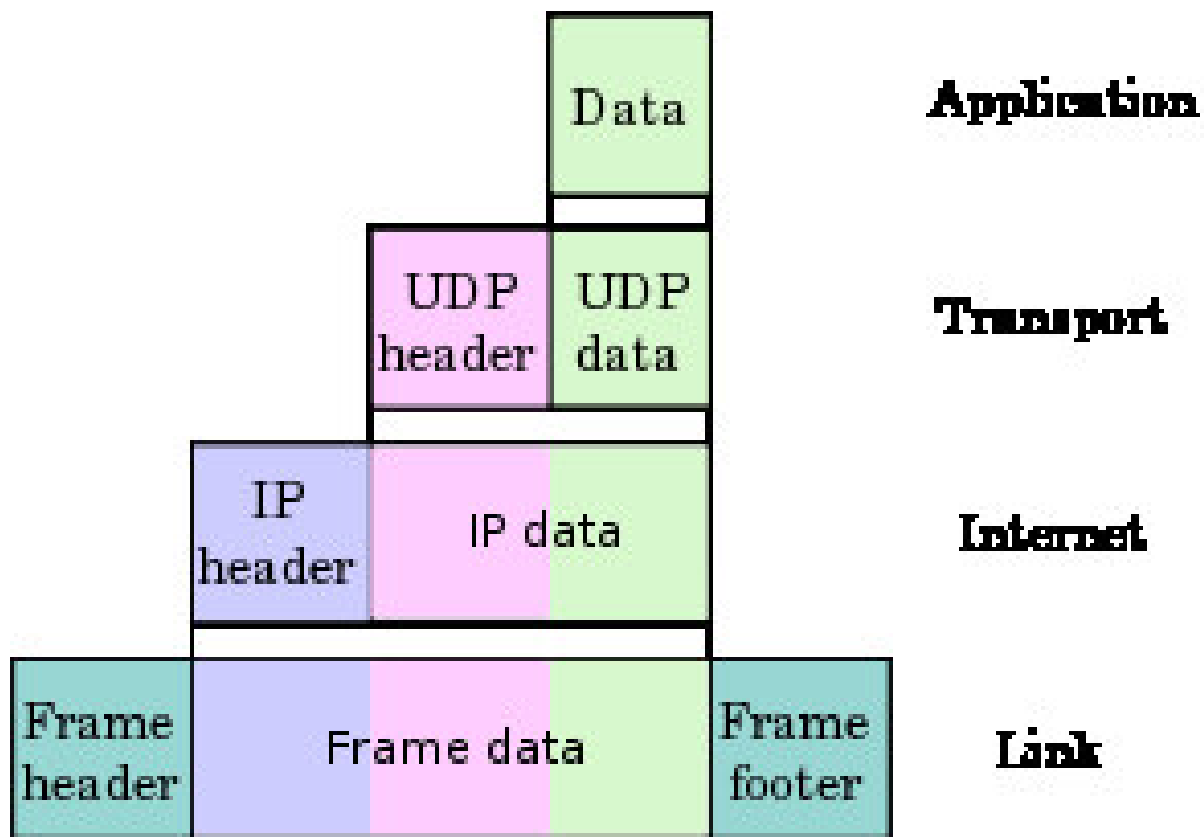 Data
Application
UDP
header
UDP
data
Transport
IP
header
IP data
Internet
Frame
header
Frame data
Frame
footer
Link